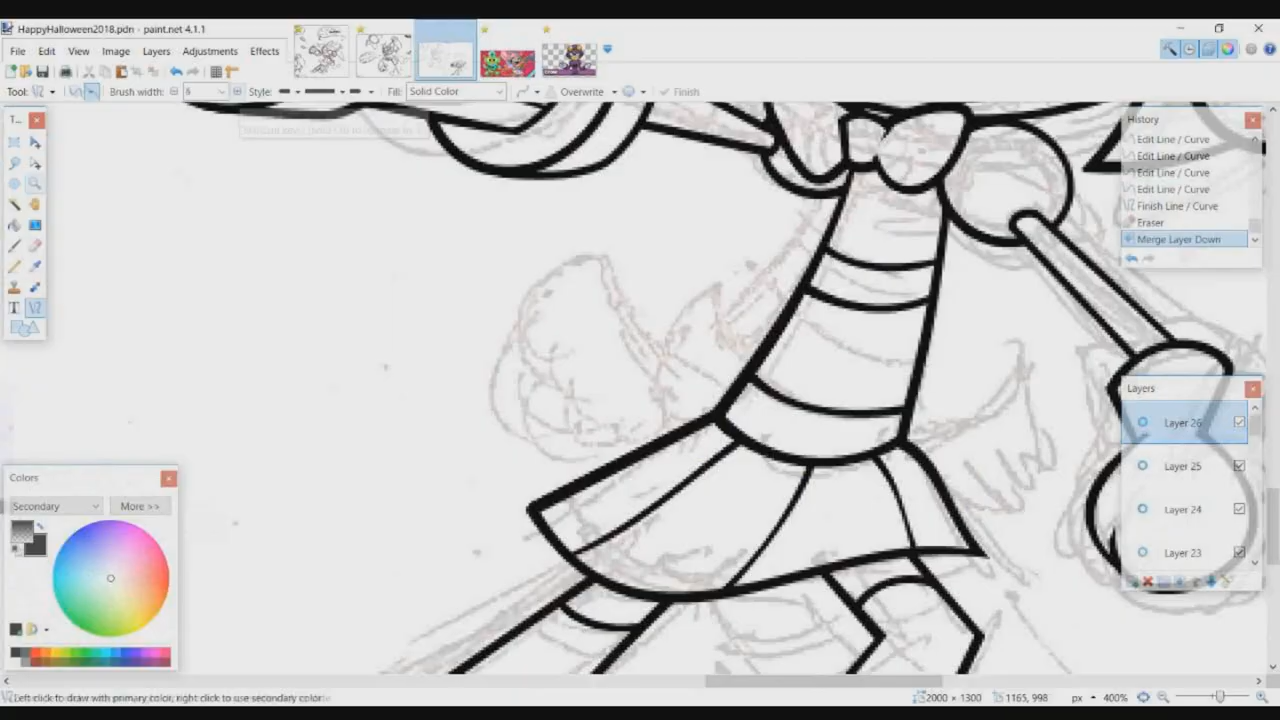 HappyHalloween2018.pdn - paint.net 4.1.1
File Edit View Image Layers Adjustments Effects
Tool: Brush width: Style: Fill: Solid Color Overwrite Finish
T...
History
Edit Line / Curve
Edit Line / Curve
Edit Line / Curve
Edit Line / Curve
Finish Line / Curve
Eraser
Merge Layer Down
Layers
Layer 26
Layer 25
Layer 24
Layer 23
Colors
Secondary More >>
Left click to draw with primary color, right click to use secondary color. 2000 × 1300 1165, 998 px 400%